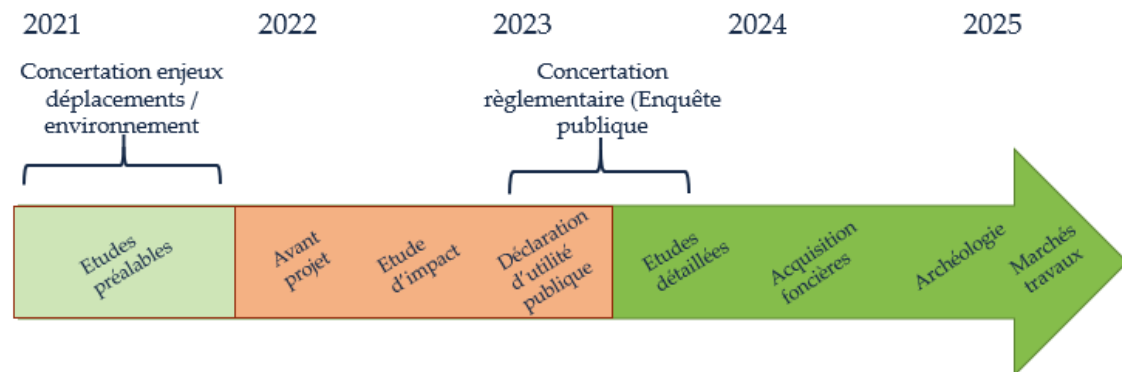 2021 2022 2023 2024 2025
Concertation enjeux
déplacements /
environnement
Concertation
règlementaire (Enquête
publique
Etudes
préalables
Avant
projet
Etude
d'impact
Déclaration
d'utilité
publique
Etudes
détaillées
Acquisition
foncières
Archéologie
Marchés
travaux